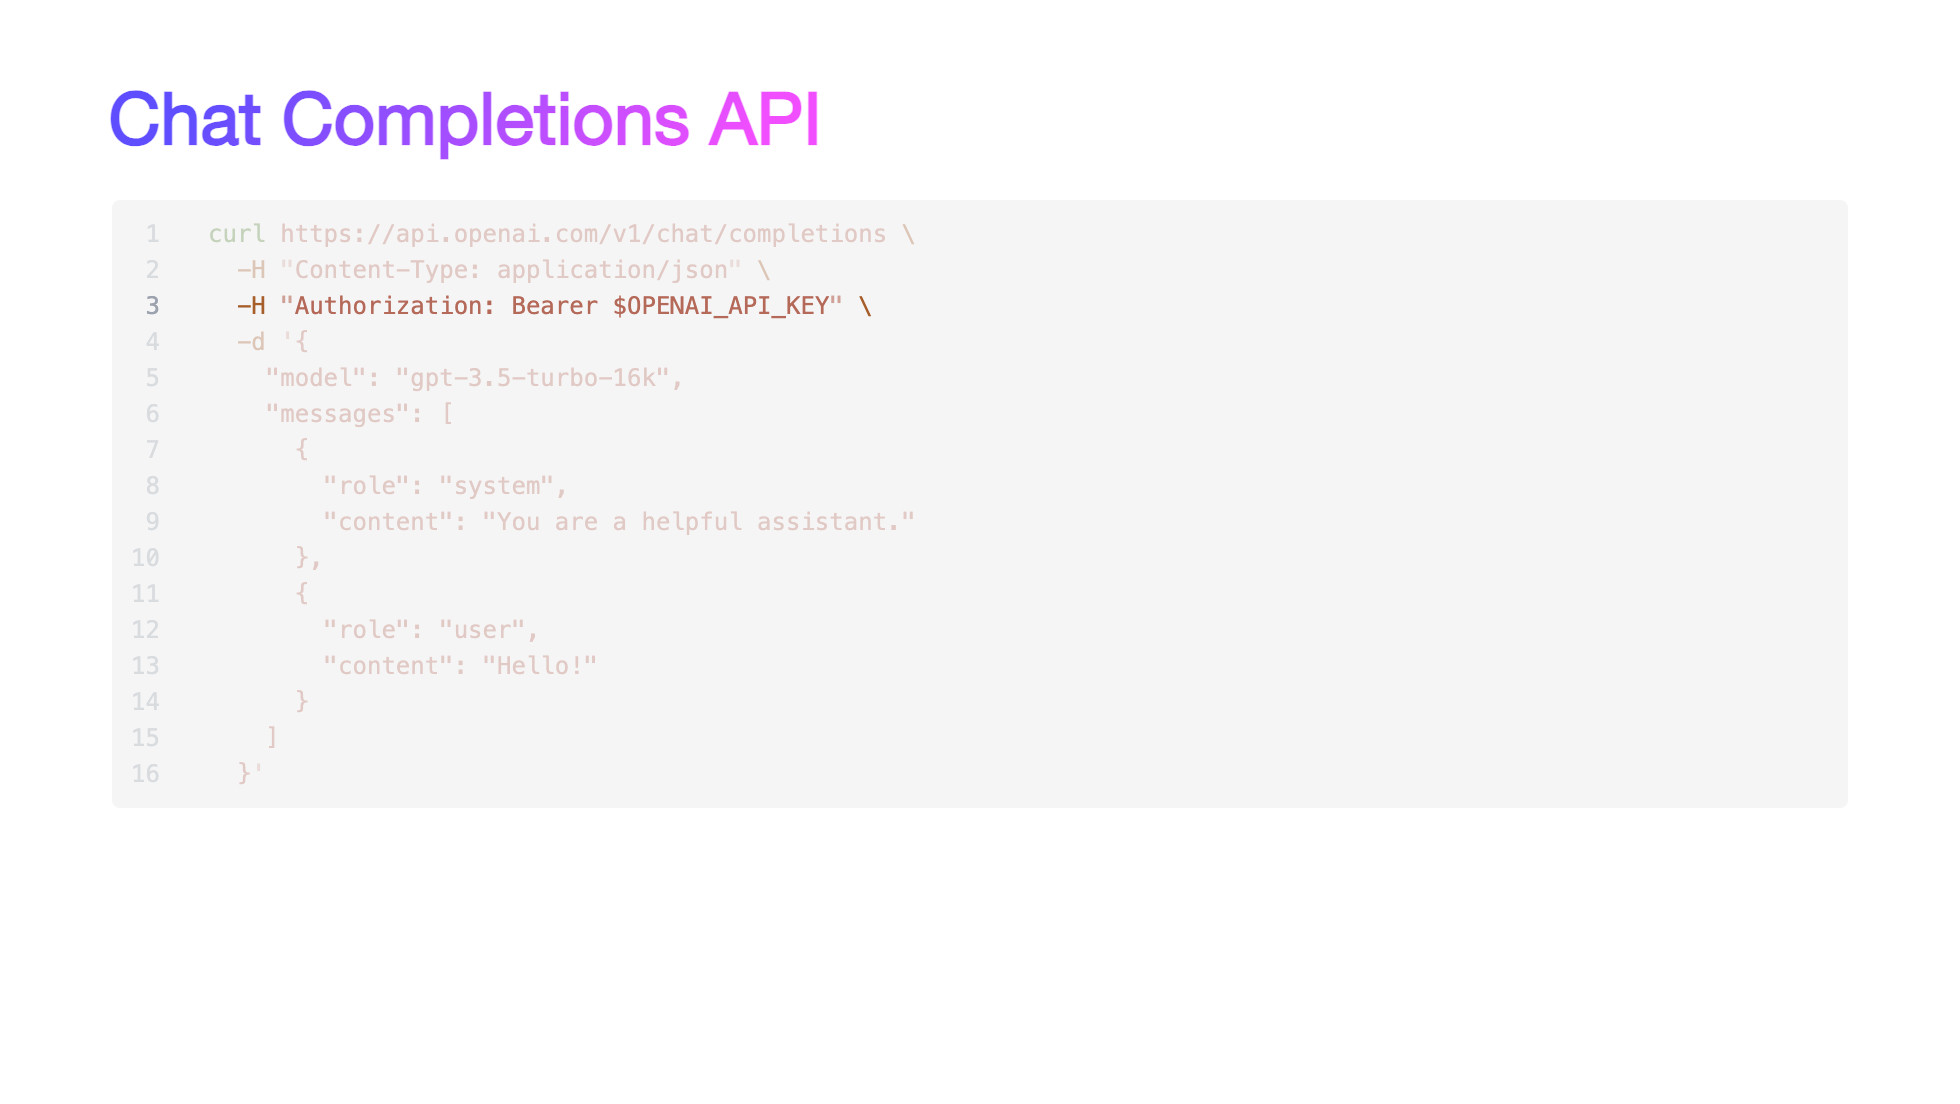 Chat Completions API
1 curl https://api.openai.com/v1/chat/completions \
2 -H "Content-Type: application/json" \
3 -H "Authorization: Bearer $OPENAI_API_KEY" \
4 -d '{
5 "model": "gpt-3.5-turbo-16k",
6 "messages": [
7 {
8 "role": "system",
9 "content": "You are a helpful assistant."
10 },
11 {
12 "role": "user",
13 "content": "Hello!"
14 }
15 ]
16 }'